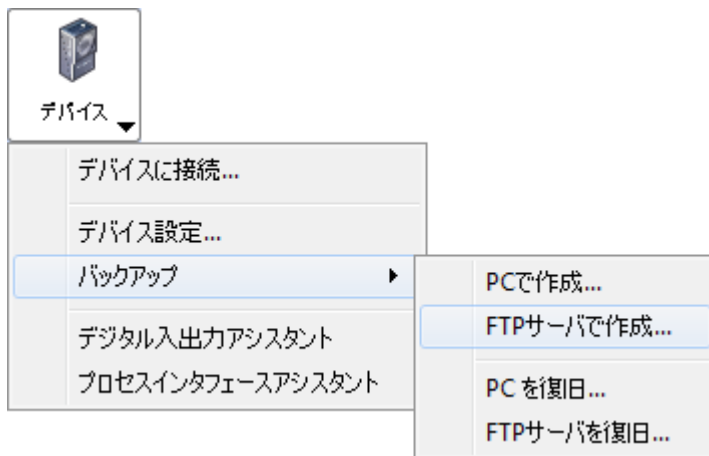 デバイス
デバイスに接続...
デバイス設定...
バックアップ
PCで作成...
FTPサーバで作成...
デジタル入出力アシスタント
プロセスインタフェースアシスタント
PC を復旧...
FTPサーバを復旧...